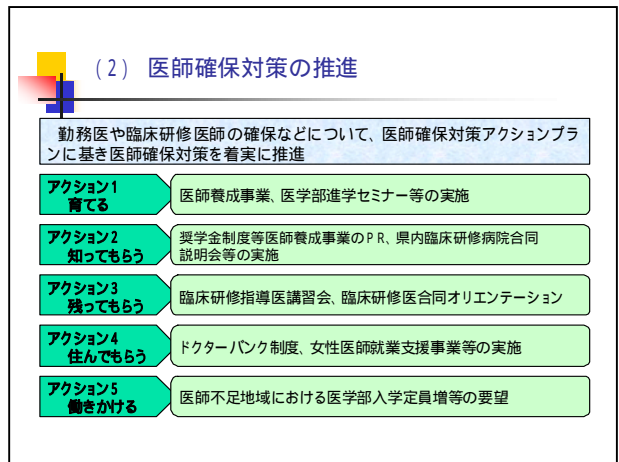 (2) 医師確保対策の推進
勤務医や臨床研修医師の確保などについて、医師確保対策アクションプラ
ンに基き医師確保対策を着実に推進
アクション1
育てる
医師養成事業、医学部進学セミナー等の実施
アクション2
知ってもらう
奨学金制度等医師養成事業のPR、県内臨床研修病院合同
説明会等の実施
アクション3
残ってもらう
臨床研修指導医講習会、臨床研修医合同オリエンテーション
アクション4
住んでもらう
ドクターバンク制度、女性医師就業支援事業等の実施
アクション5
働きかける
医師不足地域における医学部入学定員増等の要望